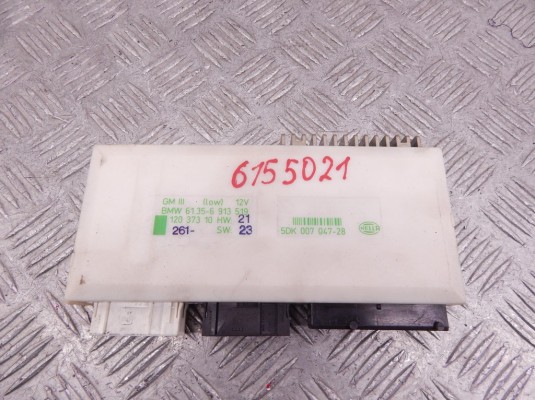 6155021
GM III - (low) 12V
BMW 61.35-6 913 519
120 373 10 HW. 21
261- SW. 23
5DK 007 047-28
HELLA